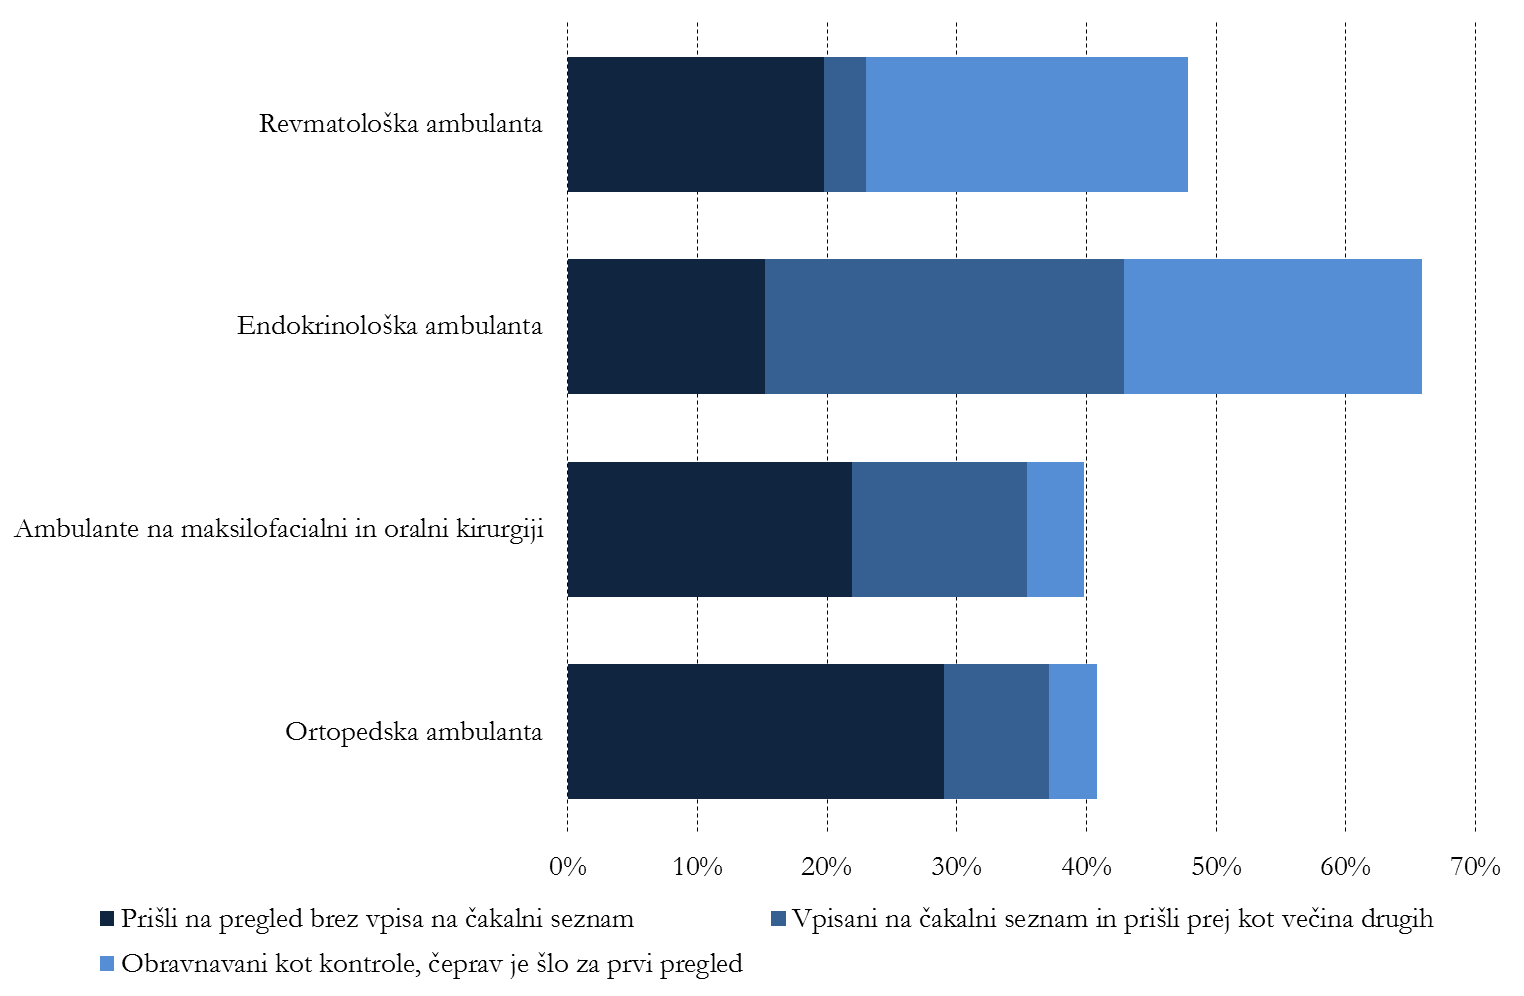 Revmatološka ambulanta
Endokrinološka ambulanta
Ambulante na maksilofacialni in oralni kirurgiji
Ortopedska ambulanta
0% 10% 20% 30% 40% 50% 60% 70%
Prišli na pregled brez vpisa na čakalni seznam
Vpisani na čakalni seznam in prišli prej kot večina drugih
Obravnavani kot kontrole, čeprav je šlo za prvi pregled